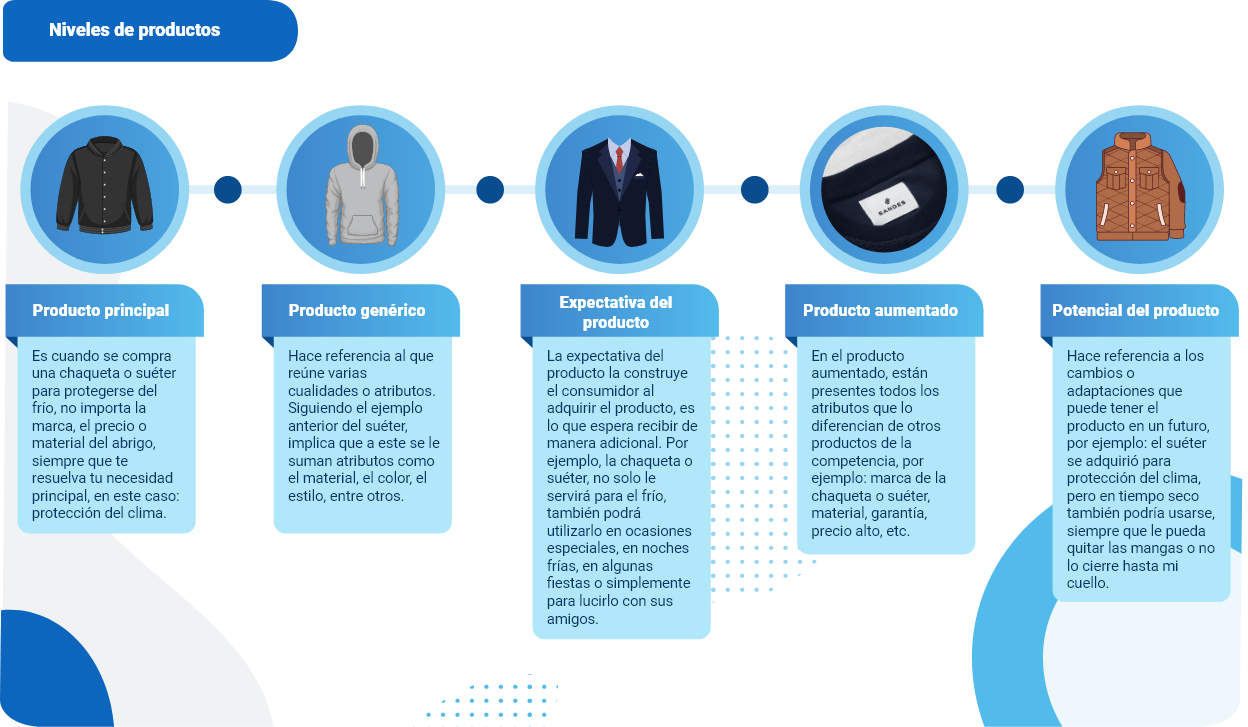 Niveles de productos
SANDES
Producto principal
Es cuando se compra
una chaqueta o suéter
para protegerse del
frío, no importa la
marca, el precio o
material del abrigo,
siempre que te
resuelva tu necesidad
principal, en este caso:
protección del clima.
Producto genérico
Hace referencia al que
reúne varias
cualidades o atributos.
Siguiendo el ejemplo
anterior del suéter,
implica que a este se le
suman atributos como
el material, el color, el
estilo, entre otros.
Expectativa del
producto
La expectativa del
producto la construye
el consumidor al
adquirir el producto, es
lo que espera recibir de
manera adicional. Por
ejemplo, la chaqueta o
suéter, no solo le
servirá para el frío,
también podrá
utilizarlo en ocasiones
especiales, en noches
frías, en algunas
fiestas o simplemente
para lucirlo con sus
amigos.
Producto aumentado
En el producto
aumentado, están
presentes todos los
atributos que lo
diferencian de otros
productos de la
competencia, por
ejemplo: marca de la
chaqueta o suéter,
material, garantía,
precio alto, etc.
Potencial del producto
Hace referencia a los
cambios o
adaptaciones que
puede tener el
producto en un futuro,
por ejemplo: el suéter
se adquirió para
protección del clima,
pero en tiempo seco
también podría usarse,
siempre que le pueda
quitar las mangas o no
lo cierre hasta mi
cuello.